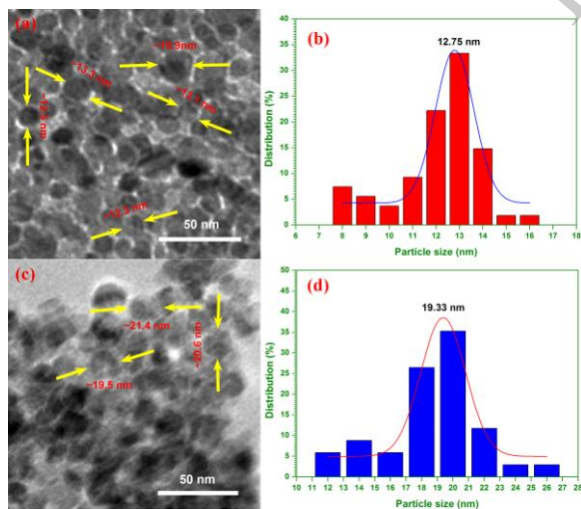 (a)
~13.3 nm
50 nm
(b)
12.75 nm
Distribution (%)
40
35
30
25
20
15
10
5
0
6 7 8 9 10 11 12 13 14 15 16 17 18
Particle size (nm)
(c)
~21.4 nm
~20.6 nm
~19.5 nm
50 nm
(d)
19.33 nm
Distribution (%)
50
45
40
35
30
25
20
15
10
5
0
10 11 12 13 14 15 16 17 18 19 20 21 22 23 24 25 26 27 28
Particle size (nm)